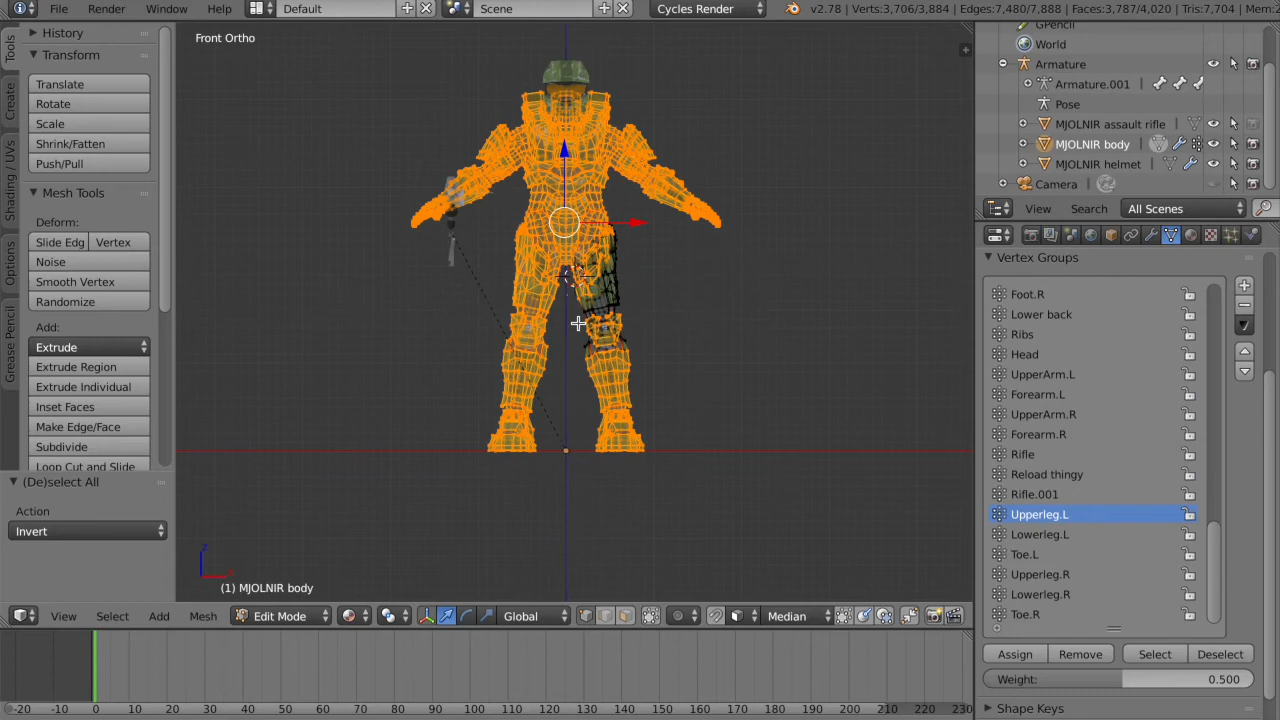 File Render Window Help Default Scene Cycles Render v2.78 | Verts:3,706/3,884 | Edges:7,480/7,888 | Faces:3,787/4,020 | Tris:7,704 |
Tools
Create
Shading / UVs
Options
Grease Pencil
History
Transform
Translate
Rotate
Scale
Shrink/Fatten
Push/Pull
Mesh Tools
Deform:
Slide Edg Vertex
Noise
Smooth Vertex
Randomize
Add:
Extrude
Extrude Region
Extrude Individual
Inset Faces
Make Edge/Face
Subdivide
Loop Cut and Slide
(De)select All
Action
Invert
Front Ortho
z
(1) MJOLNIR body
View Select Add Mesh Edit Mode Global Median
-20 -10 0 10 20 30 40 50 60 70 80 90 100 110 120 130 140 150 160 170 180 190 200 210 220 230
GPencil
World
Armature
Armature.001
Pose
MJOLNIR assault rifle
MJOLNIR body
MJOLNIR helmet
Camera
View Search All Scenes
Vertex Groups
Foot.R
Lower back
Ribs
Head
UpperArm.L
Forearm.L
UpperArm.R
Forearm.R
Rifle
Reload thingy
Rifle.001
Upperleg.L
Lowerleg.L
Toe.L
Upperleg.R
Lowerleg.R
Toe.R
Assign Remove Select Deselect
Weight: 0.500
Shape Keys